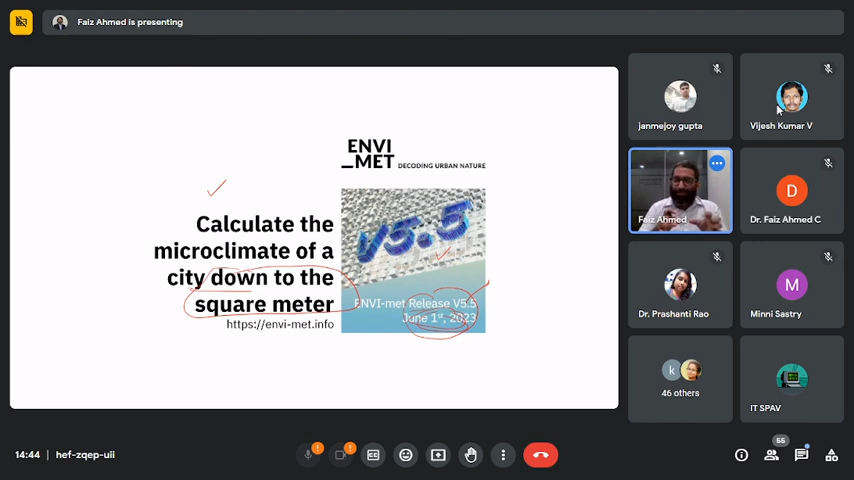 Faiz Ahmed is presenting
ENVI
_MET DECODING URBAN NATURE
V5.5
Calculate the
microclimate of a
city down to the
square meter
https://envi-met.info
ENVI-met Release V5.5
June 1st, 2023
janmejoy gupta
Vijesh Kumar V
Faiz Ahmed
D
Dr. Faiz Ahmed C
Dr. Prashanti Rao
M
Minni Sastry
k
46 others
IT SPAV
14:44
hef-zqep-uii
56